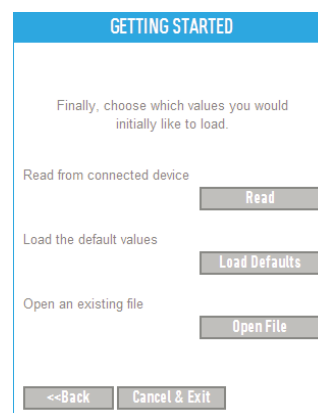 GETTING STARTED
Finally, choose which values you would
initially like to load.
Read from connected device
Read
Load the default values
Load Defaults
Open an existing file
Open File
<<Back Cancel & Exit